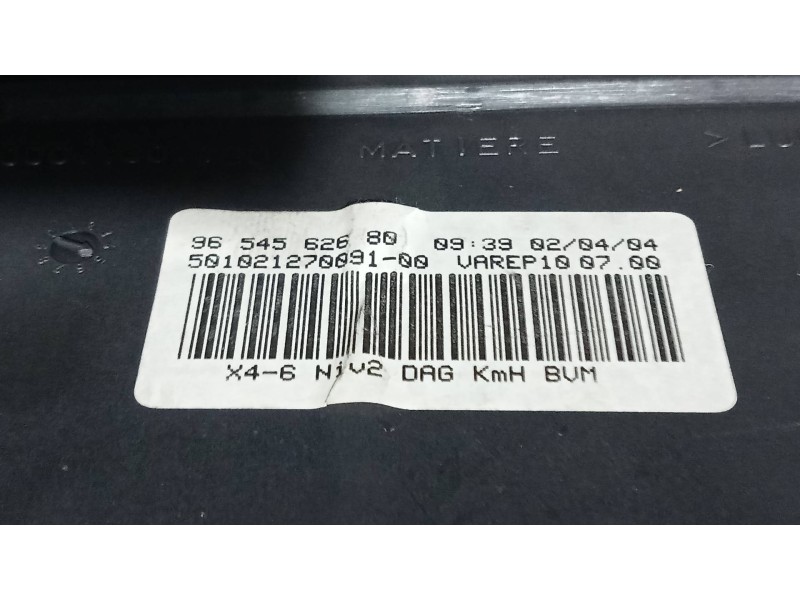 MATIERE
96 545 626 80 09:39 02/04/04
501021270091-00 VAREP10 07.00
X4-6 Niv2 DAG KmH BVM